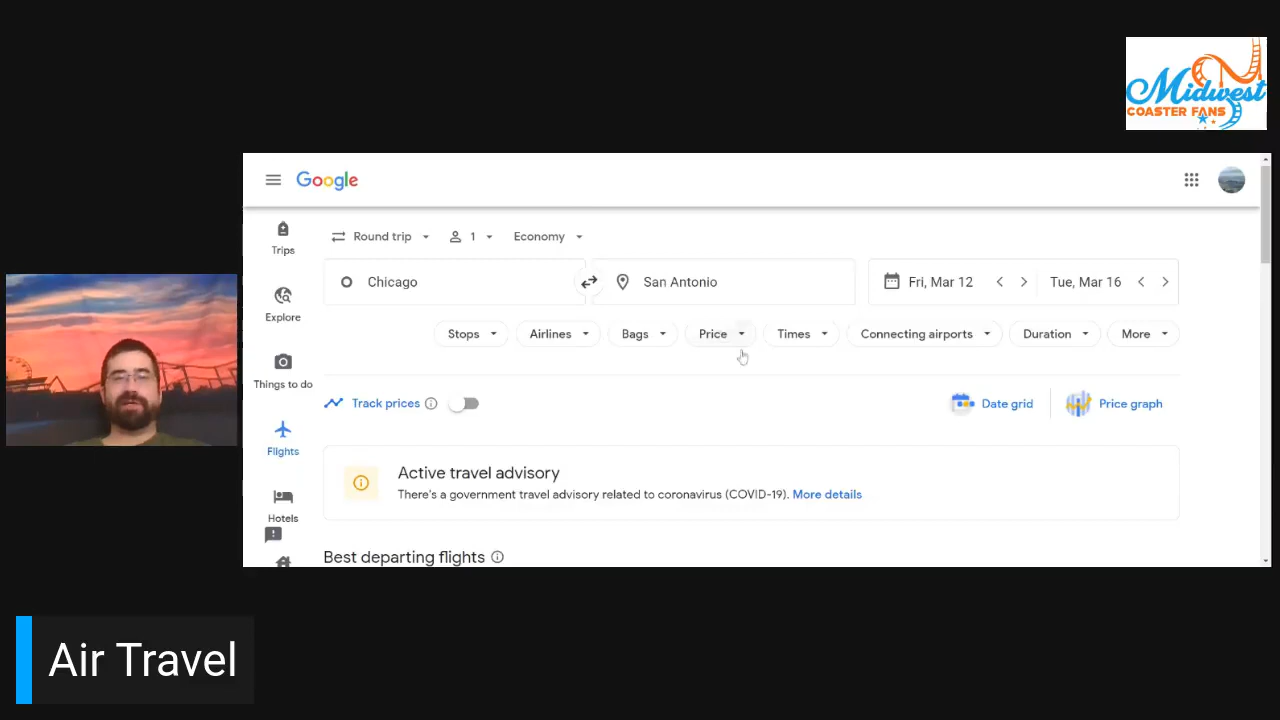 Midwest
COASTER FANS
Google
Trips
Explore
Things to do
Flights
Hotels
Round trip 1 Economy
Chicago San Antonio Fri, Mar 12 Tue, Mar 16
Stops Airlines Bags Price Times Connecting airports Duration More
Track prices Date grid Price graph
Active travel advisory
There's a government travel advisory related to coronavirus (COVID-19). More details
Best departing flights
Air Travel